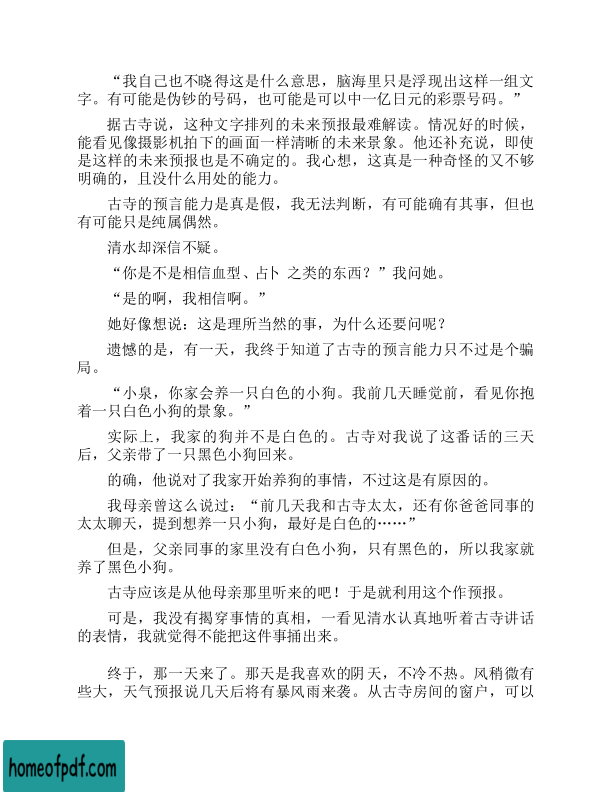 “我自己也不晓得这是什么意思，脑海里只是浮现出这样一组文
字。有可能是伪钞的号码，也可能是可以中一亿日元的彩票号码。”
据古寺说，这种文字排列的未来预报最难解读。情况好的时候，
能看见像摄影机拍下的画面一样清晰的未来景象。他还补充说，即使
是这样的未来预报也是不确定的。我心想，这真是一种奇怪的又不够
明确的，且没什么用处的能力。
古寺的预言能力是真是假，我无法判断，有可能确有其事，但也
有可能只是纯属偶然。
清水却深信不疑。
“你是不是相信血型、占卜之类的东西？”我问她。
“是的啊，我相信啊。”
她好像想说：这是理所当然的事，为什么还要问呢？
遗憾的是，有一天，我终于知道了古寺的预言能力只不过是个骗
局。
“小泉，你家会养一只白色的小狗。我前几天睡觉前，看见你抱
着一只白色小狗的景象。”
实际上，我家的狗并不是白色的。古寺对我说了这番话的三天
后，父亲带了一只黑色小狗回来。
的确，他说对了我家开始养狗的事情，不过这是有原因的。
我母亲曾这么说过：“前几天我和古寺太太，还有你爸爸同事的
太太聊天，提到想养一只小狗，最好是白色的……”
但是，父亲同事的家里没有白色小狗，只有黑色的，所以我家就
养了黑色小狗。
古寺应该是从他母亲那里听来的吧！于是就利用这个作预报。
可是，我没有揭穿事情的真相，一看见清水认真地听着古寺讲话
的表情，我就觉得不能把这件事捅出来。
终于，那一天来了。那天是我喜欢的阴天，不冷不热。风稍微有
些大，天气预报说几天后将有暴风雨来袭。从古寺房间的窗户，可以
homeofpdf.com